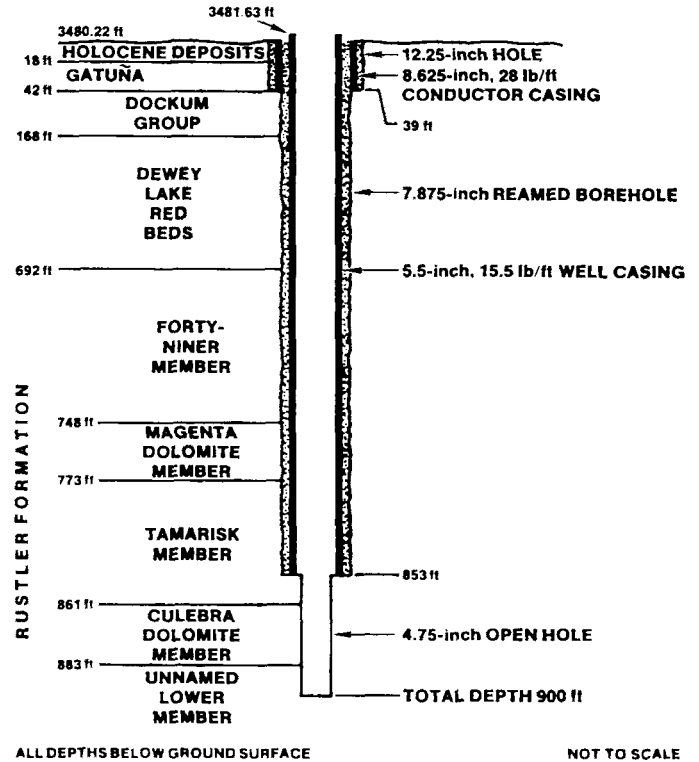 3481.63 ft
3480.22 ft
HOLOCENE DEPOSITS
18 ft
GATUÑA
42 ft
DOCKUM
GROUP
168 ft
DEWEY
LAKE
RED
BEDS
692 ft
FORTY-
NINER
MEMBER
748 ft
MAGENTA
DOLOMITE
MEMBER
773 ft
TAMARISK
MEMBER
861 ft
CULEBRA
DOLOMITE
MEMBER
883 ft
UNNAMED
LOWER
MEMBER
RUSTLER FORMATION
12.25-inch HOLE
8.625-inch, 28 lb/ft
CONDUCTOR CASING
39 ft
7.875-inch REAMED BOREHOLE
5.5-inch, 15.5 lb/ft WELL CASING
853 ft
4.75-inch OPEN HOLE
TOTAL DEPTH 900 ft
ALL DEPTHS BELOW GROUND SURFACE
NOT TO SCALE